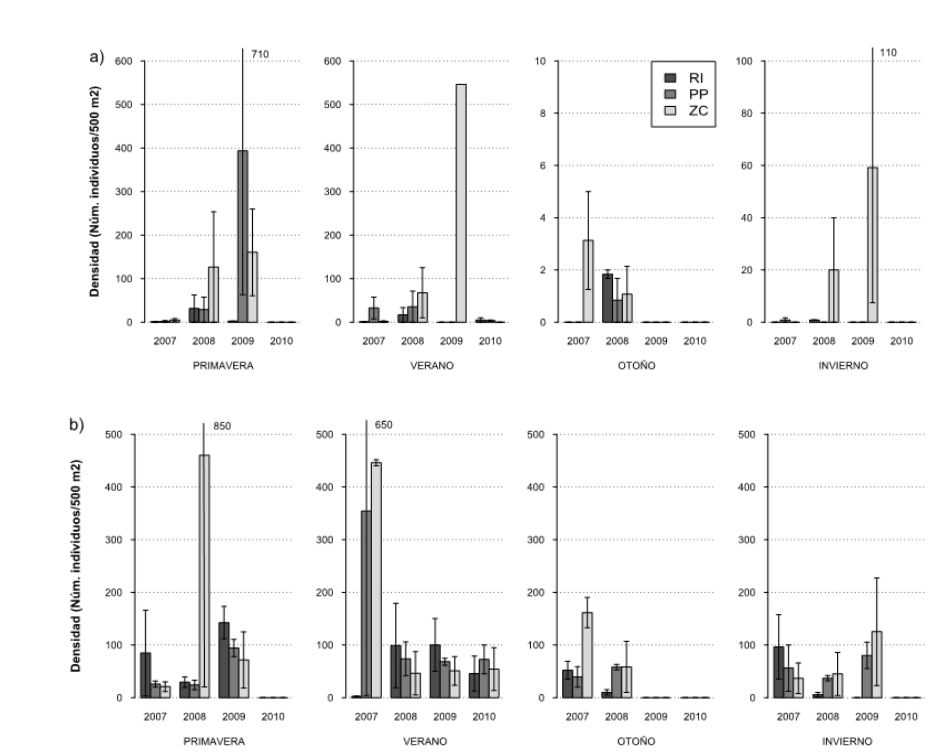 a)
710
110
600 600 10 100
500 500 8 80
400 400 6 60
300 300 4 40
200 200 2 20
100 100
0 0 0 0
Densidad (Núm. individuos/500 m2)
RI
PP
ZC
2007 2008 2009 2010 2007 2008 2009 2010 2007 2008 2009 2010 2007 2008 2009 2010
PRIMAVERA VERANO OTOÑO INVIERNO
b)
850 650
500 500 500 500
400 400 400 400
300 300 300 300
200 200 200 200
100 100 100 100
0 0 0 0
Densidad (Núm. individuos/500 m2)
2007 2008 2009 2010 2007 2008 2009 2010 2007 2008 2009 2010 2007 2008 2009 2010
PRIMAVERA VERANO OTOÑO INVIERNO